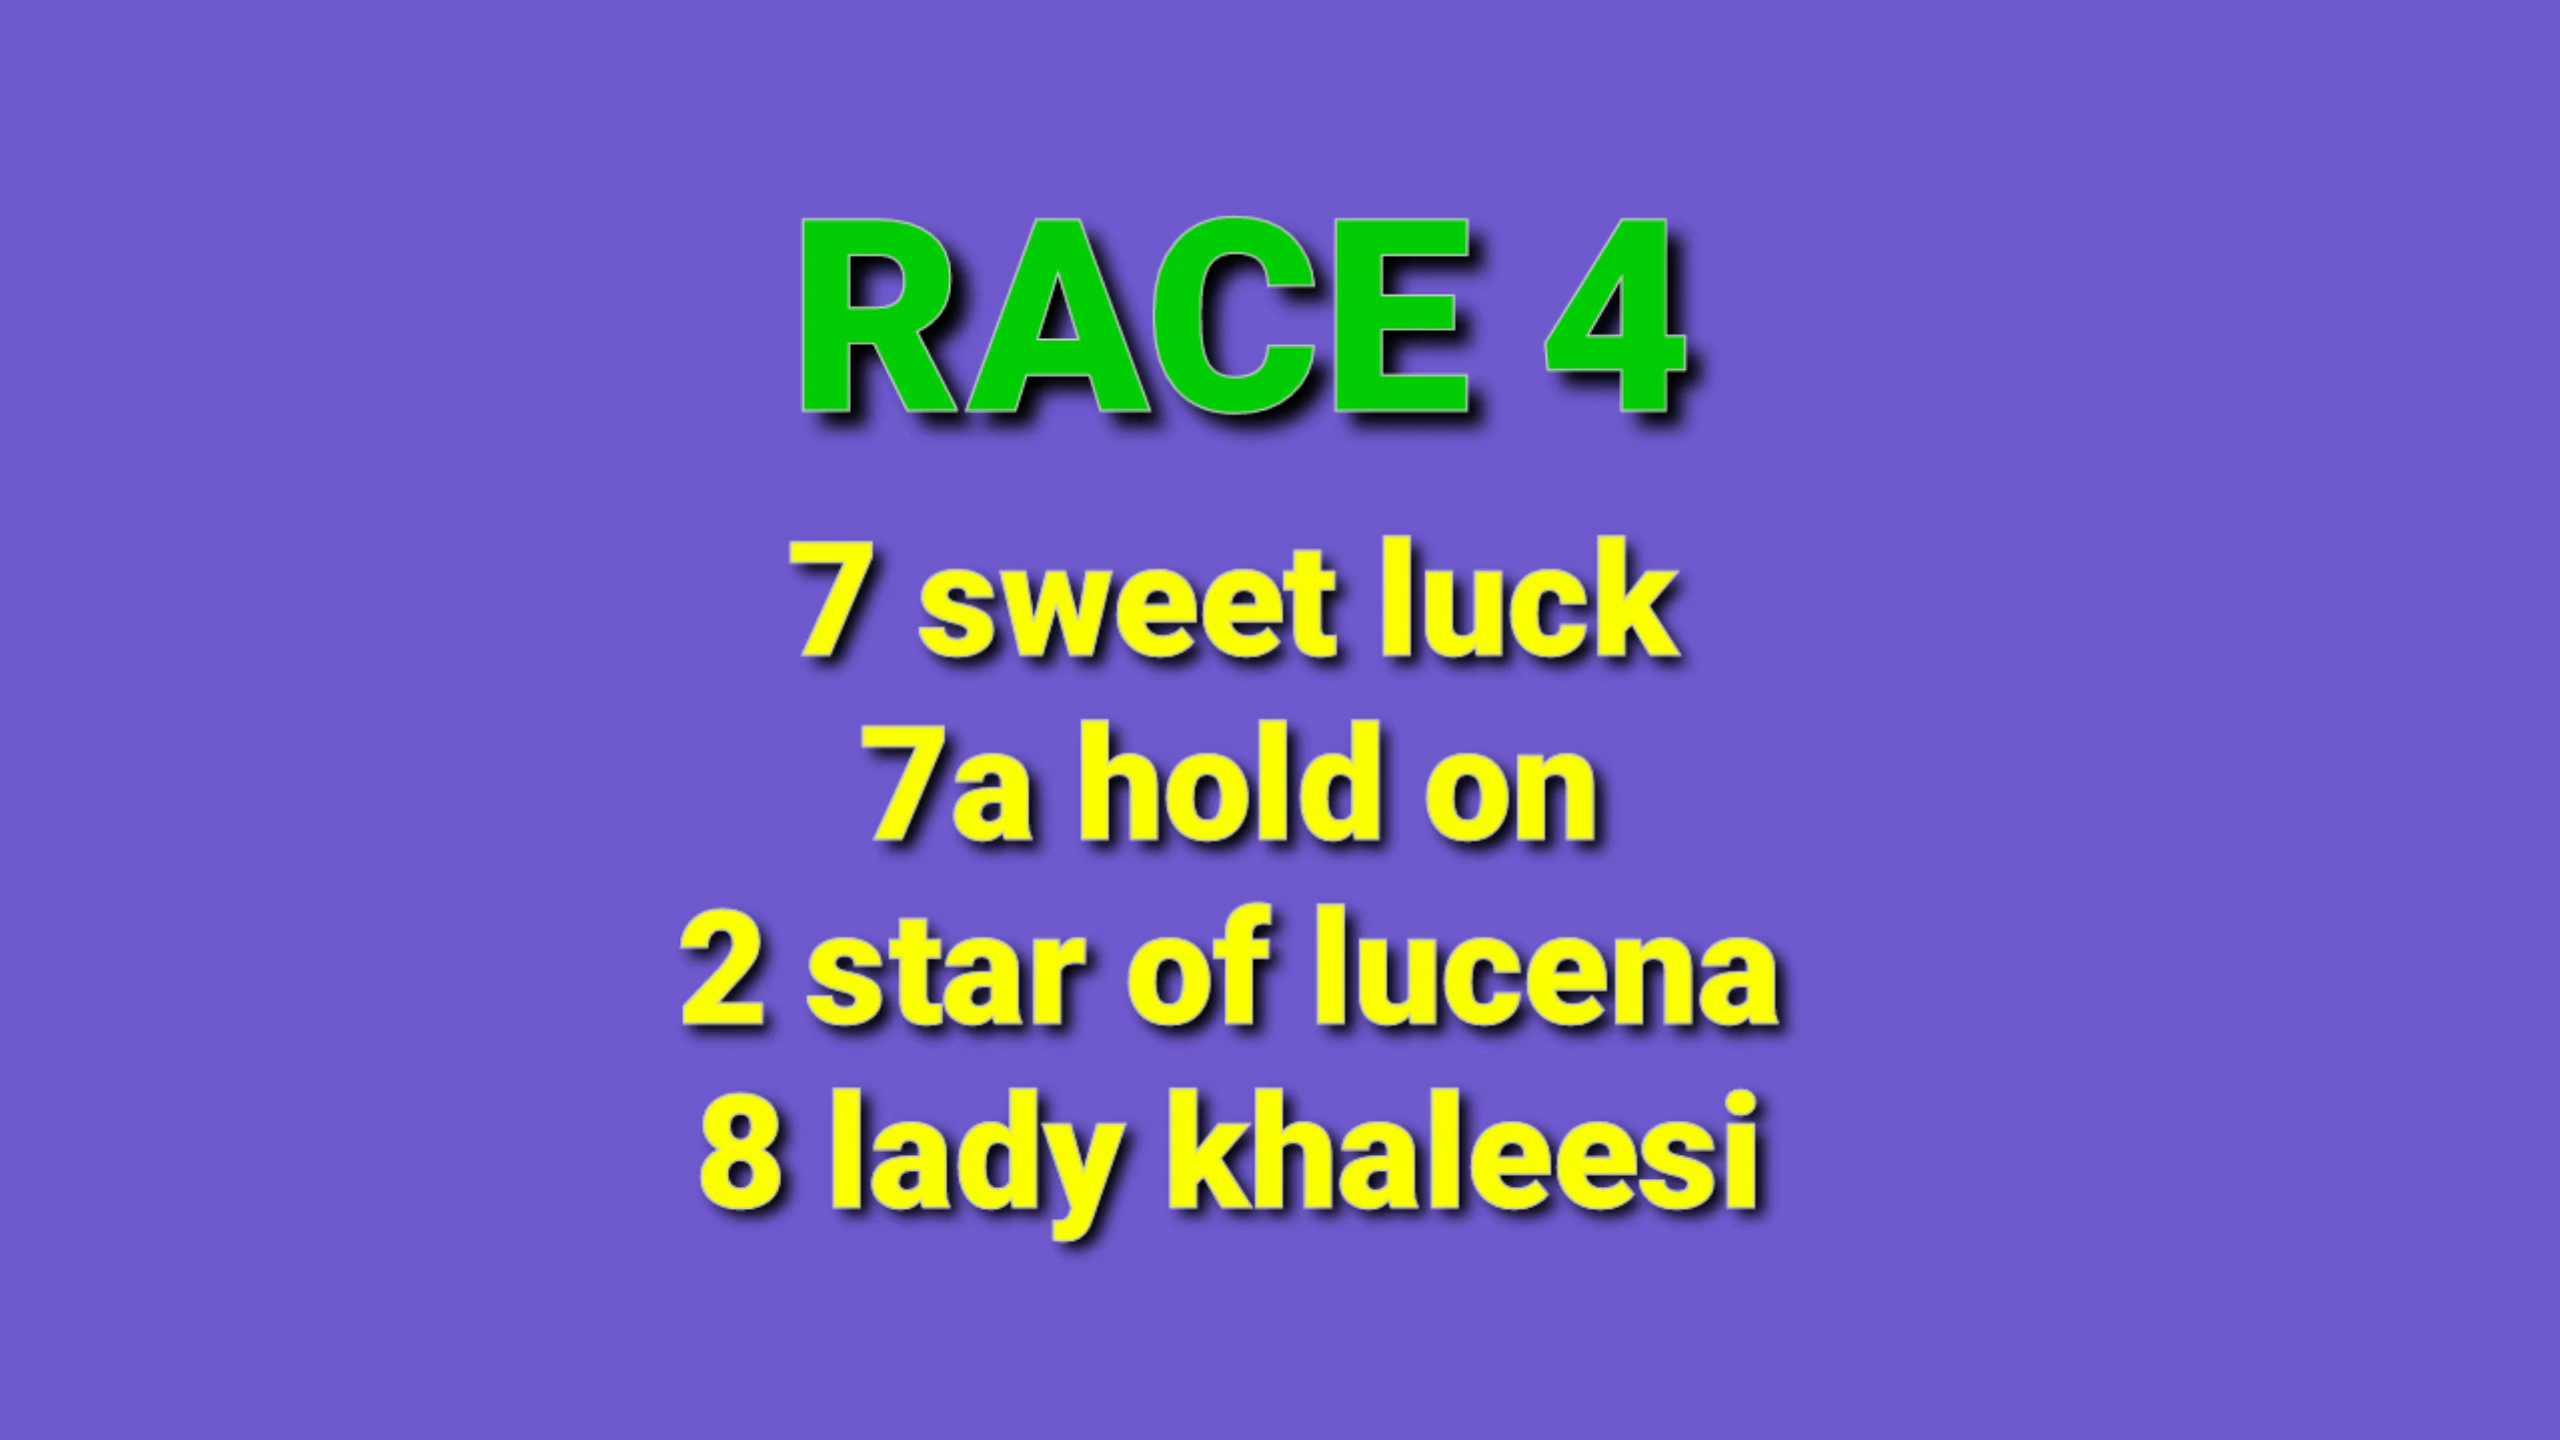 RACE 4
7 sweet luck
7a hold on
2 star of lucena
8 lady khaleesi